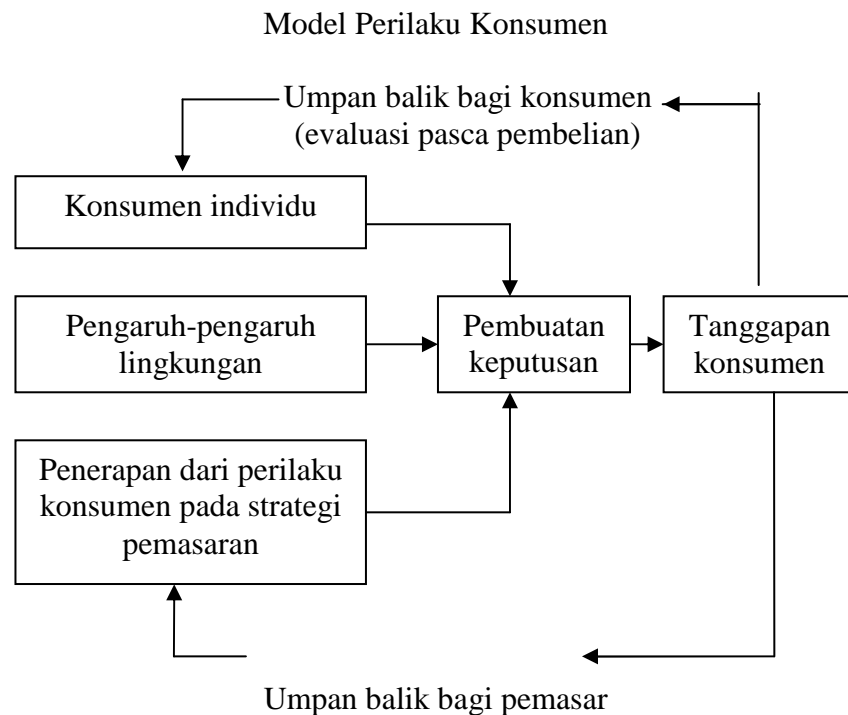 Model Perilaku Konsumen
Umpan balik bagi konsumen
(evaluasi pasca pembelian)
Konsumen individu
Pengaruh-pengaruh
lingkungan
Pembuatan
keputusan
Tanggapan
konsumen
Penerapan dari perilaku
konsumen pada strategi
pemasaran
Umpan balik bagi pemasar